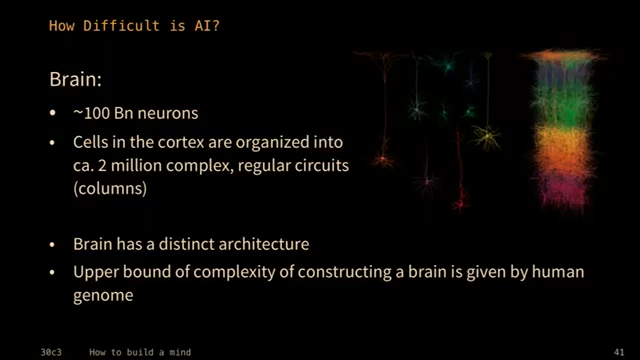 How Difficult is AI?
Brain:
• ~100 Bn neurons
• Cells in the cortex are organized into
ca. 2 million complex, regular circuits
(columns)
• Brain has a distinct architecture
• Upper bound of complexity of constructing a brain is given by human
genome
30c3 How to build a mind 41